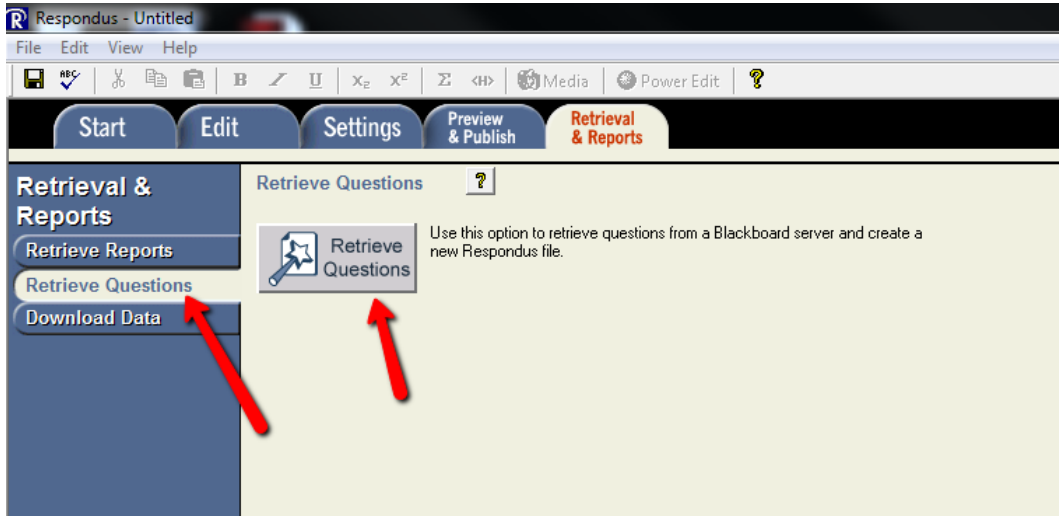 Respondus - Untitled
File Edit View Help
ABC B I U X₂ X² Σ <H> Media Power Edit ?
Start Edit Settings Preview & Publish Retrieval & Reports
Retrieval & Reports
Retrieve Reports
Retrieve Questions
Download Data
Retrieve Questions ?
Retrieve Questions
Use this option to retrieve questions from a Blackboard server and create a
new Respondus file.